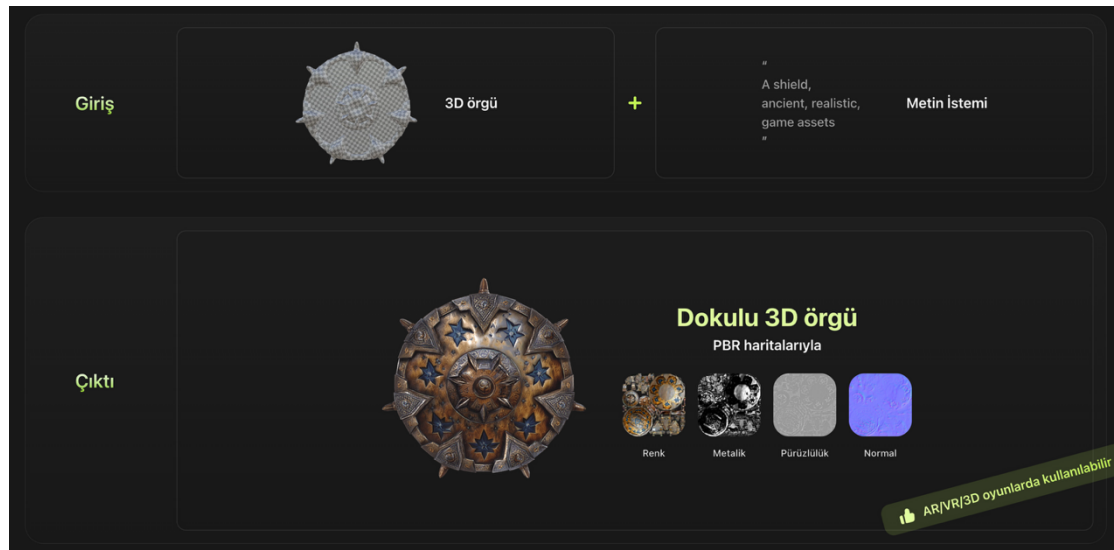 Giriş
3D örgü
+
"
A shield,
ancient, realistic,
game assets
"
Metin İstemi
Çıktı
Dokulu 3D örgü
PBR haritalarıyla
Renk
Metalik
Pürüzlülük
Normal
AR/VR/3D oyunlarda kullanılabilir